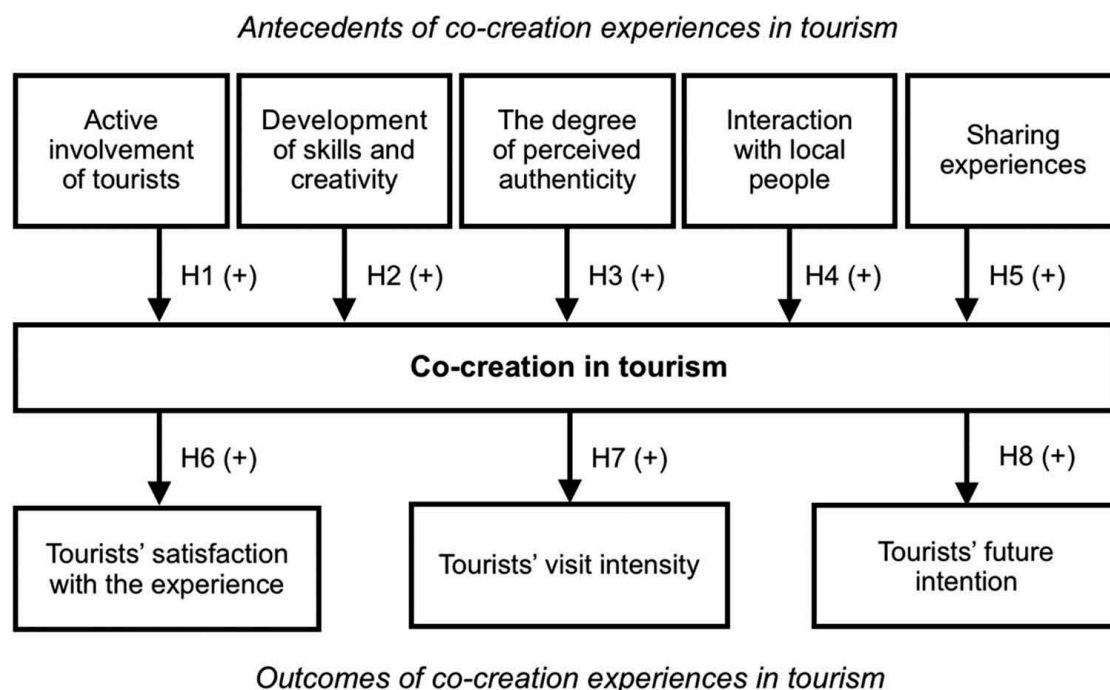 Antecedents of co-creation experiences in tourism
Active
involvement
of tourists
Development
of skills and
creativity
The degree
of perceived
authenticity
Interaction
with local
people
Sharing
experiences
H1 (+)
H2 (+)
H3 (+)
H4 (+)
H5 (+)
Co-creation in tourism
H6 (+)
H7 (+)
H8 (+)
Tourists’ satisfaction
with the experience
Tourists’ visit intensity
Tourists’ future
intention
Outcomes of co-creation experiences in tourism